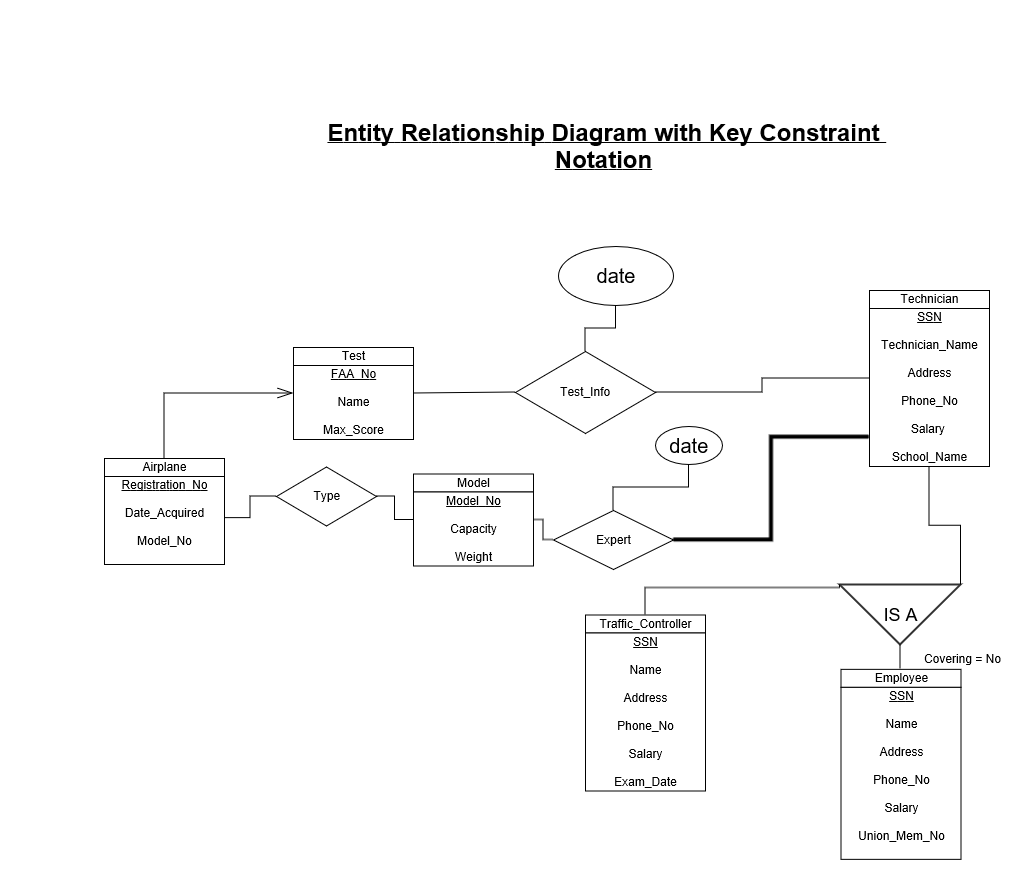 Entity Relationship Diagram with Key Constraint
Notation
date
Technician
SSN
Technician_Name
Address
Phone_No
Salary
School_Name
Test
FAA_No
Name
Max_Score
Test_Info
date
Airplane
Registration_No
Date_Acquired
Model_No
Type
Model
Model_No
Capacity
Weight
Expert
IS A
Covering = No
Traffic_Controller
SSN
Name
Address
Phone_No
Salary
Exam_Date
Employee
SSN
Name
Address
Phone_No
Salary
Union_Mem_No